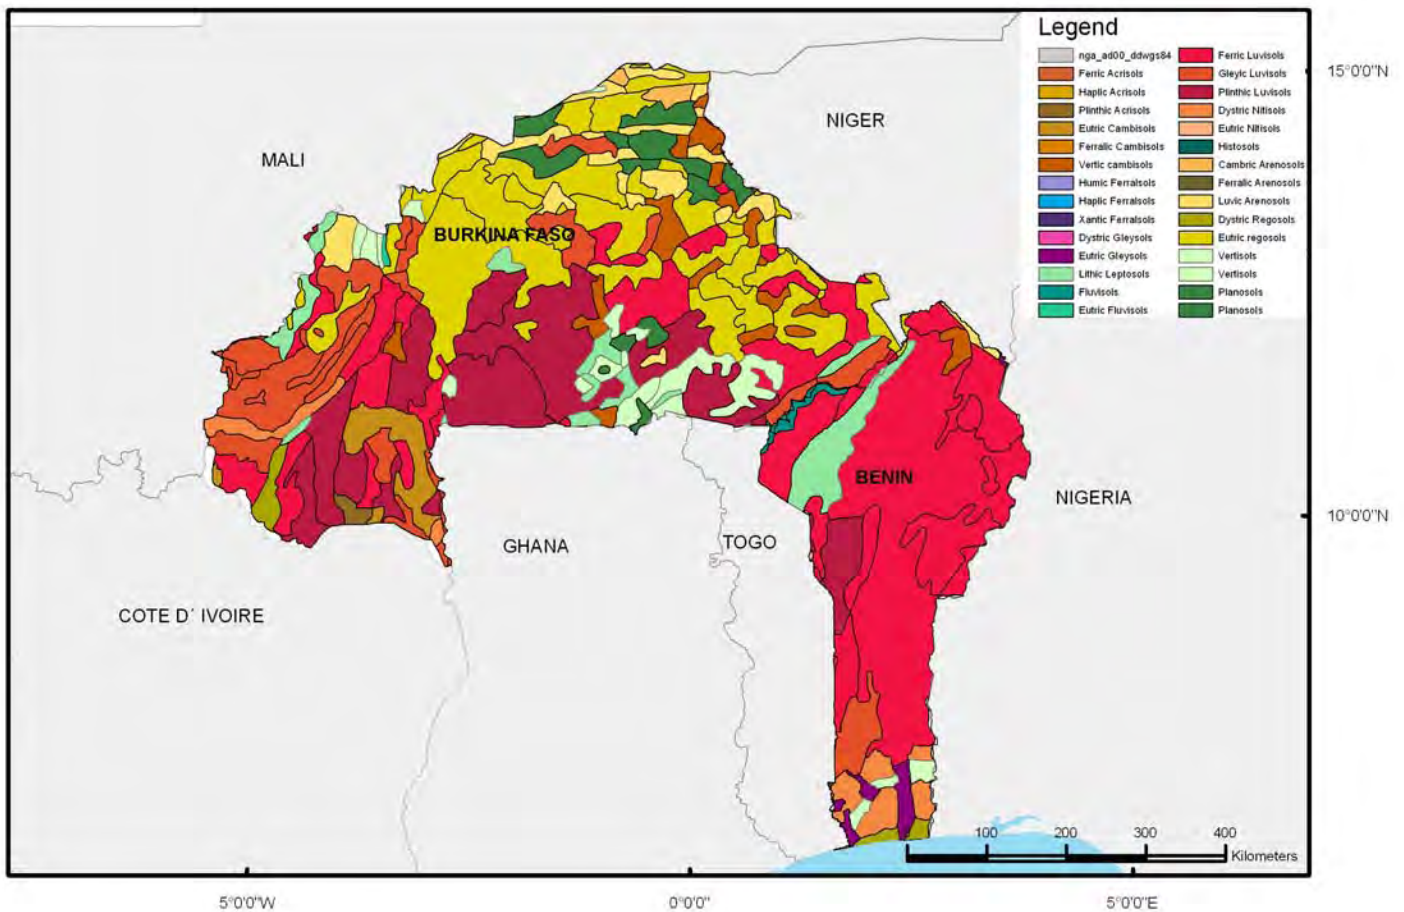 Legend
nga_ad00_ddwgs84
Ferric Acrisols
Haplic Acrisols
Plinthic Acrisols
Eutric Cambisols
Ferralic Cambisols
Vertic cambisols
Humic Ferralsols
Haplic Ferralsols
Xantic Ferralsols
Dystric Gleysols
Eutric Gleysols
Lithic Leptosols
Fluvisols
Eutric Fluvisols
Ferric Luvisols
Gleyic Luvisols
Plinthic Luvisols
Dystric Nitisols
Eutric Nitisols
Histosols
Cambric Arenosols
Ferralic Arenosols
Luvic Arenosols
Dystric Regosols
Eutric regosols
Vertisols
Vertisols
Planosols
Planosols
15°0'0"N
NIGER
MALI
BURKINA FASO
BENIN
NIGERIA
10°0'0"N
GHANA
TOGO
COTE D´ IVOIRE
100 200 300 400
Kilometers
5°0'0"W 0°0'0" 5°0'0"E